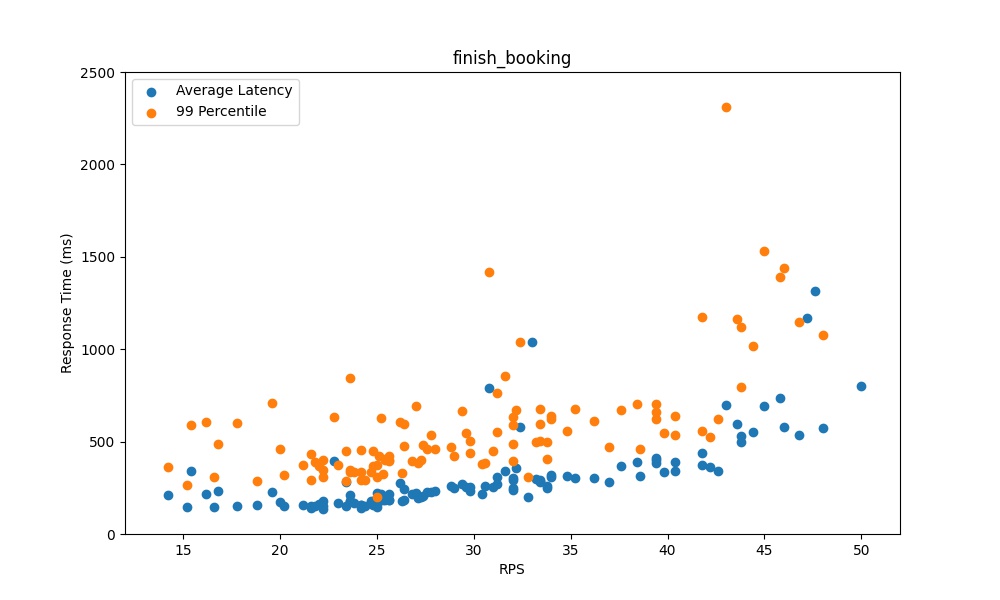 finish_booking
Average Latency
99 Percentile
Response Time (ms)
2500
2000
1500
1000
500
0
15 20 25 30 35 40 45 50
RPS